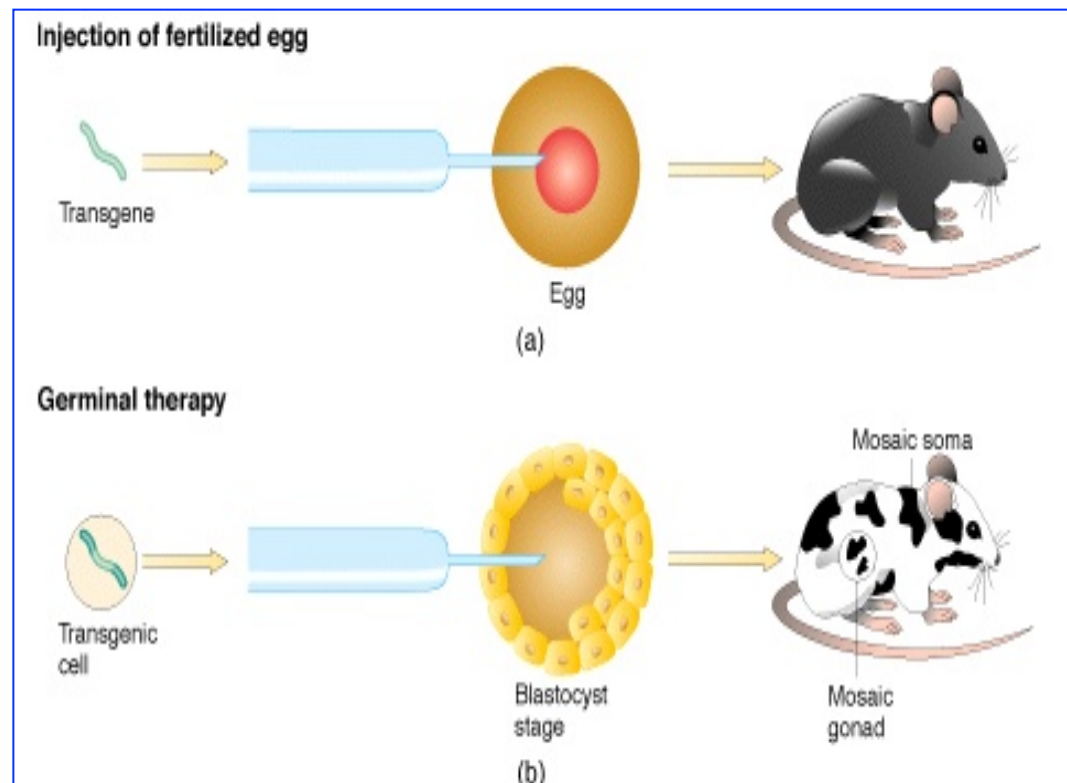 Injection of fertilized egg
Transgene
Egg
(a)
Germinal therapy
Mosaic soma
Transgenic
cell
Blastocyst
stage
Mosaic
gonad
(b)